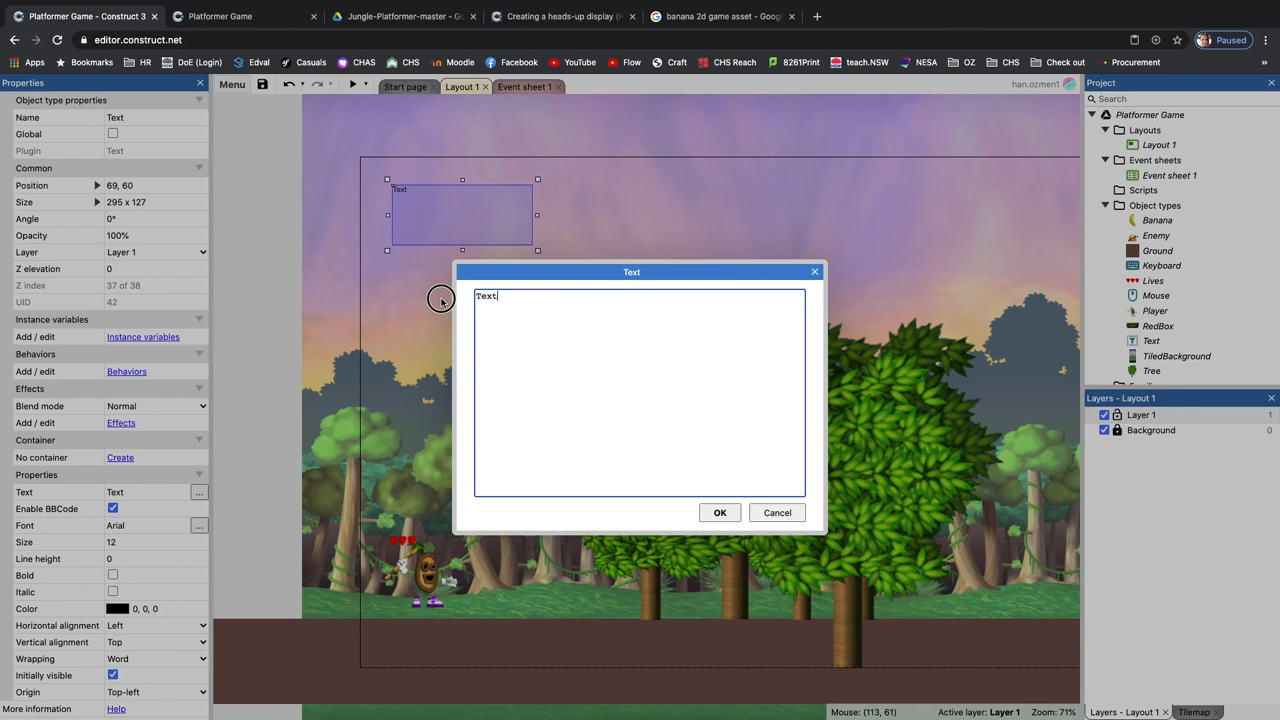 Platformer Game - Construct 3
Platformer Game
Jungle-Platformer-master - Go
Creating a heads-up display (H
banana 2d game asset - Goog
editor.construct.net
Paused
Apps
Bookmarks
HR
DoE (Login)
Edval
Casuals
CHAS
CHS
Moodle
Facebook
YouTube
Flow
Craft
CHS Reach
8261Print
teach.NSW
NESA
OZ
CHS
Check out
Procurement
Properties
Menu
Start page
Layout 1
Event sheet 1
han.ozmen1
Project
Object type properties
Name Text
Global
Plugin Text
Common
Position 69, 60
Size 295 x 127
Angle 0°
Opacity 100%
Layer Layer 1
Z elevation 0
Z index 37 of 38
UID 42
Instance variables
Add / edit Instance variables
Behaviors
Add / edit Behaviors
Effects
Blend mode Normal
Add / edit Effects
Container
No container Create
Properties
Text Text ...
Enable BBCode
Font Arial ...
Size 12
Line height 0
Bold
Italic
Color 0, 0, 0
Horizontal alignment Left
Vertical alignment Top
Wrapping Word
Initially visible
Origin Top-left
More information Help
Text
Text
Text
OK
Cancel
Search
Platformer Game
Layouts
Layout 1
Event sheets
Event sheet 1
Scripts
Object types
Banana
Enemy
Ground
Keyboard
Lives
Mouse
Player
RedBox
Text
TiledBackground
Tree
Layers - Layout 1
Layer 1 1
Background 0
Mouse: (113, 61)
Active layer: Layer 1
Zoom: 71%
Layers - Layout 1
Tilemap